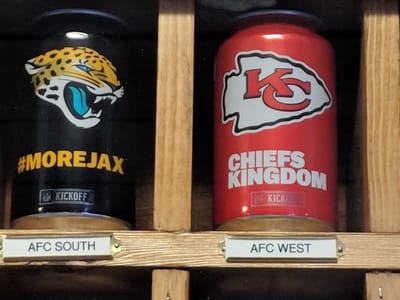 #MOREJAX
KICKOFF
AFC SOUTH
KC
CHIEFS
KINGDOM
KICKOFF
AFC WEST